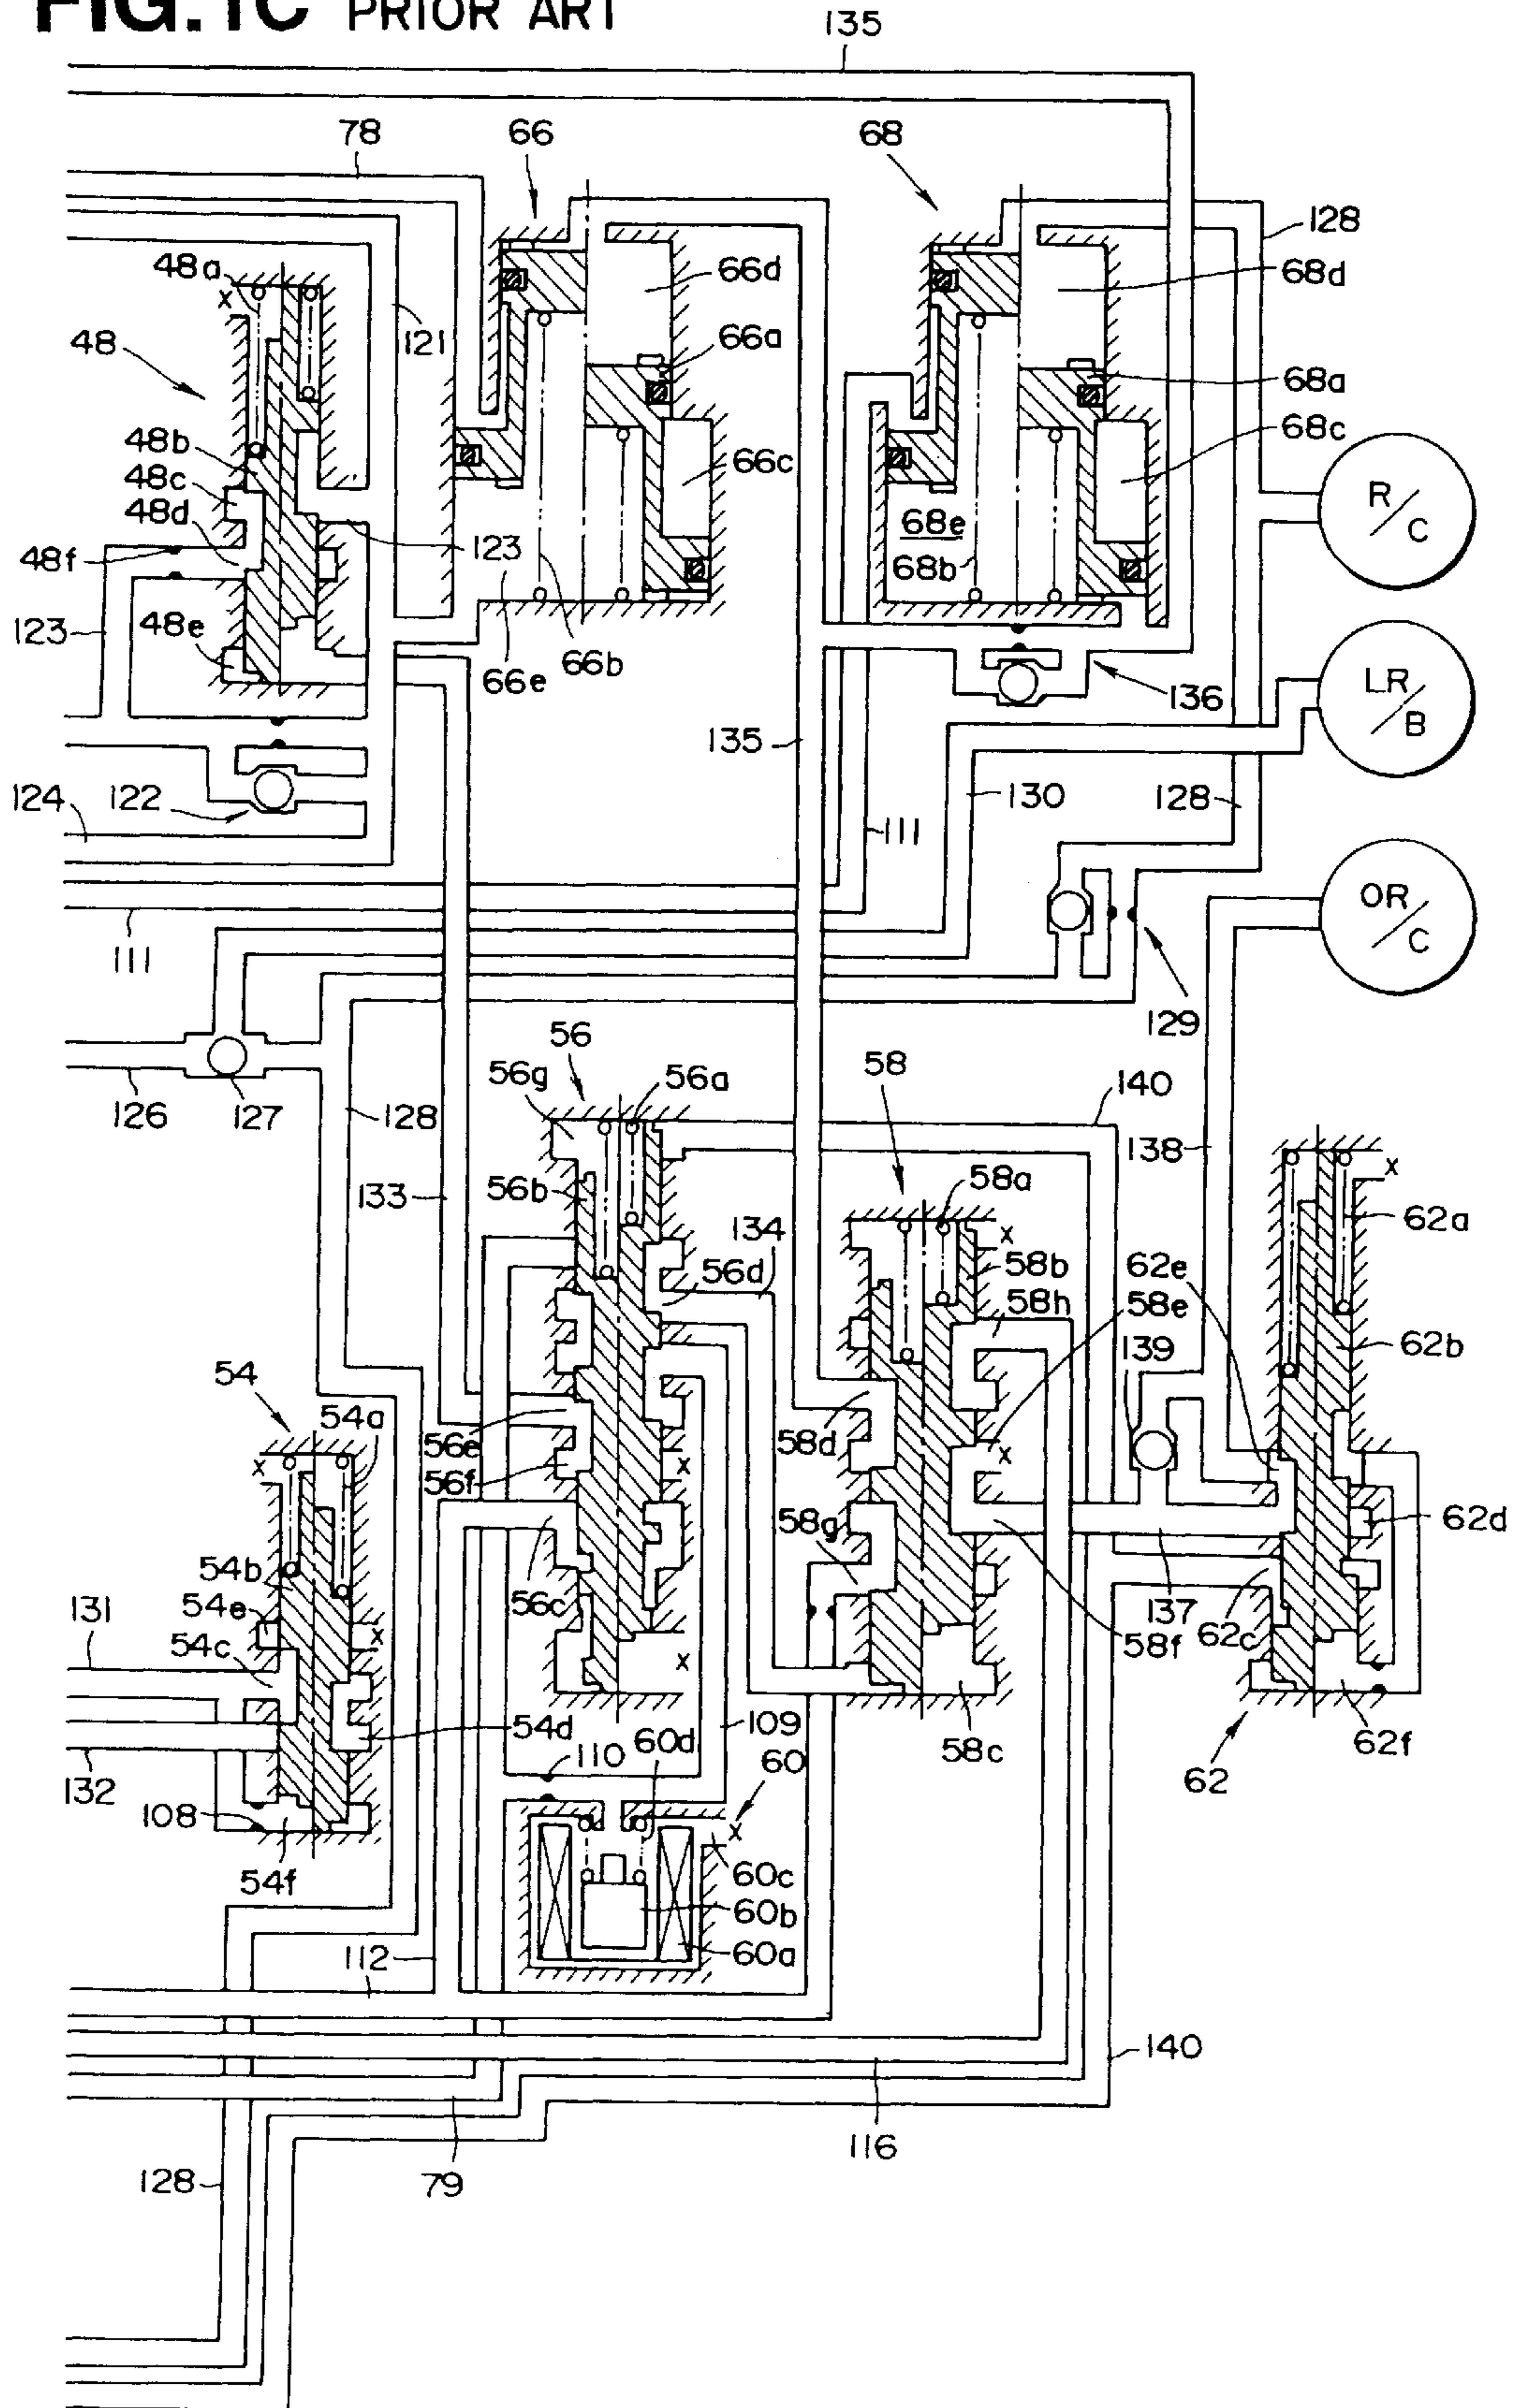 FIG.1C PRIOR ART
135
78
66
68
128
48a
x
66d
68d
48
121
66a
68a
48b
66c
68c
48c
R/C
48d
68e
48f
123
68b
123
48e
66b
66e
LR/B
136
135
124
122
130
128
111
OR/C
111
129
126
127
128
56
56g
56a
58
140
138
x
133
56b
134
58a
62a
x
56d
58b
62e
58h
58e
139
62b
54
54a
56e
58d
x
56f
x
x
58g
62d
54b
54e
56c
137
131
x
62c
54c
58f
x
54d
109
110
60d
60
58c
62f
132
62
108
x
54f
60c
60b
112
60a
140
116
128
79